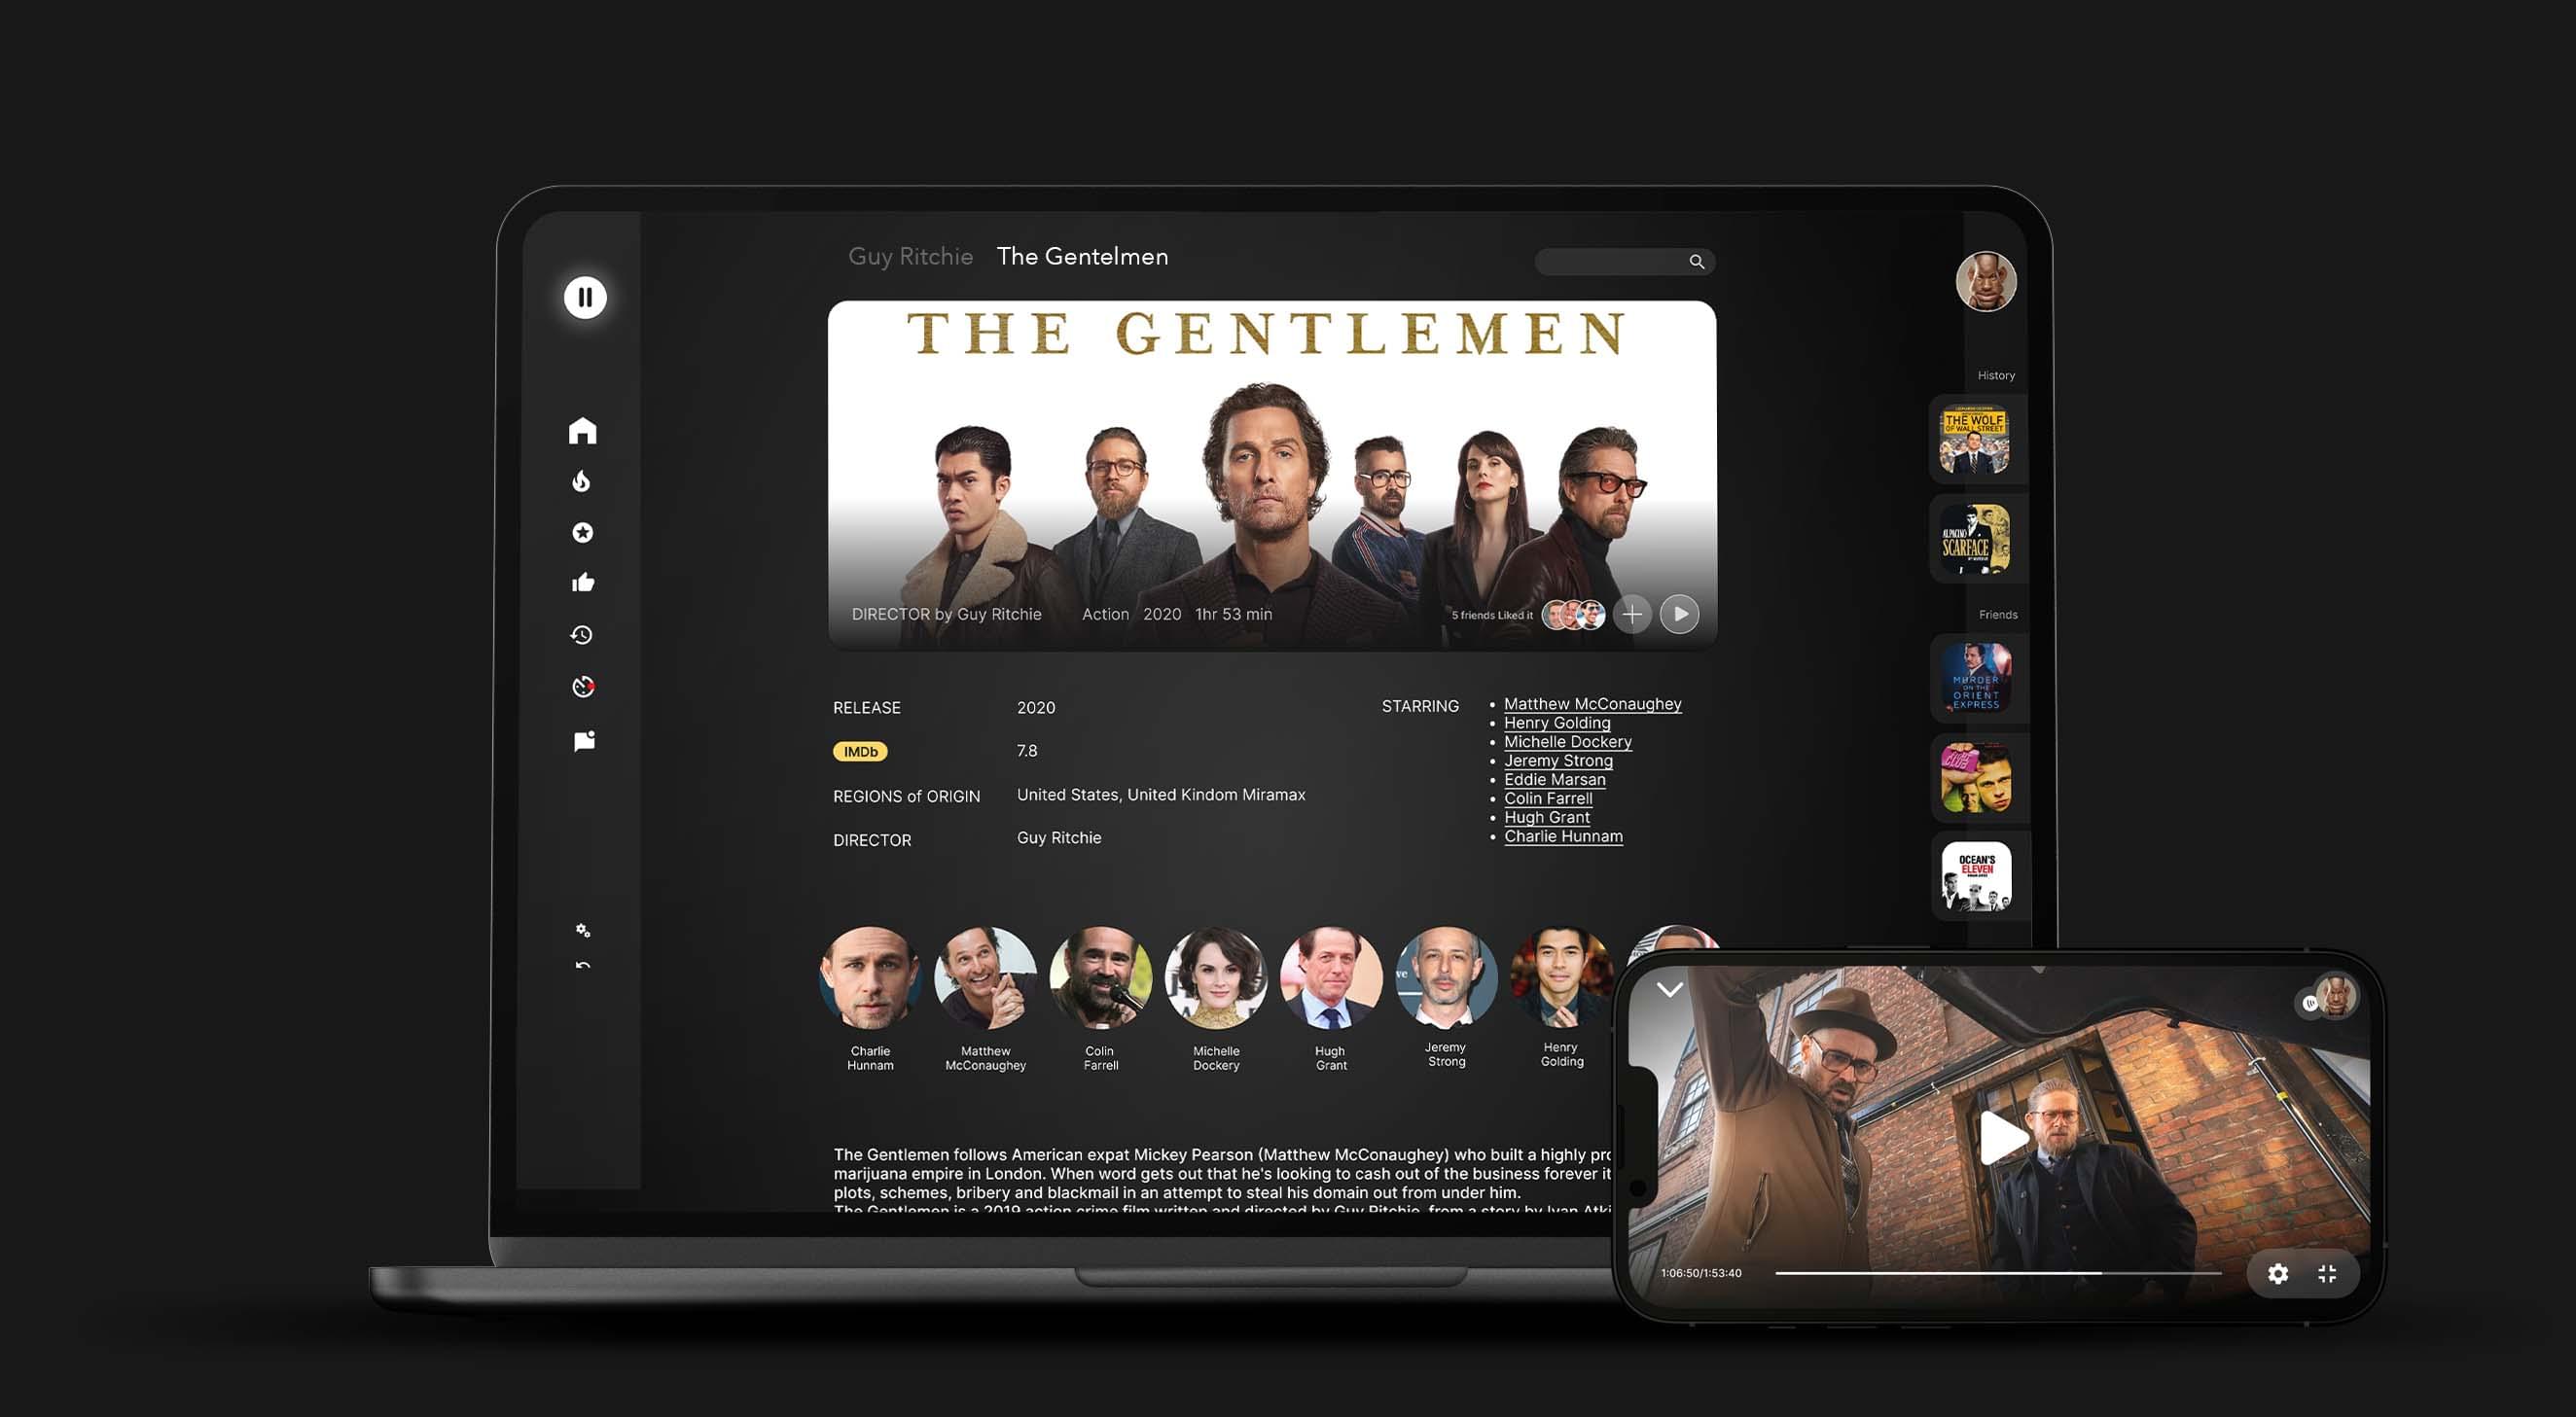 Guy Ritchie The Gentelmen
THE GENTLEMEN
DIRECTOR by Guy Ritchie Action 2020 1hr 53 min
5 friends Liked it
RELEASE 2020
IMDb 7.8
REGIONS of ORIGIN United States, United Kindom Miramax
DIRECTOR Guy Ritchie
STARRING
• Matthew McConaughey
• Henry Golding
• Michelle Dockery
• Jeremy Strong
• Eddie Marsan
• Colin Farrell
• Hugh Grant
• Charlie Hunnam
Charlie
Hunnam
Matthew
McConaughey
Colin
Farrell
Michelle
Dockery
Hugh
Grant
Jeremy
Strong
Henry
Golding
The Gentlemen follows American expat Mickey Pearson (Matthew McConaughey) who built a highly pro
marijuana empire in London. When word gets out that he's looking to cash out of the business forever it
plots, schemes, bribery and blackmail in an attempt to steal his domain out from under him.
The Gentlemen is a 2019 action crime film written and directed by Guy Ritchie, from a story by Ivan Atki
History
THE WOLF
OF WALL STREET
AL PACINO
SCARFACE
Friends
MURDER
ON THE
ORIENT
EXPRESS
CLUB
OCEAN'S
ELEVEN
1:06:50/1:53:40